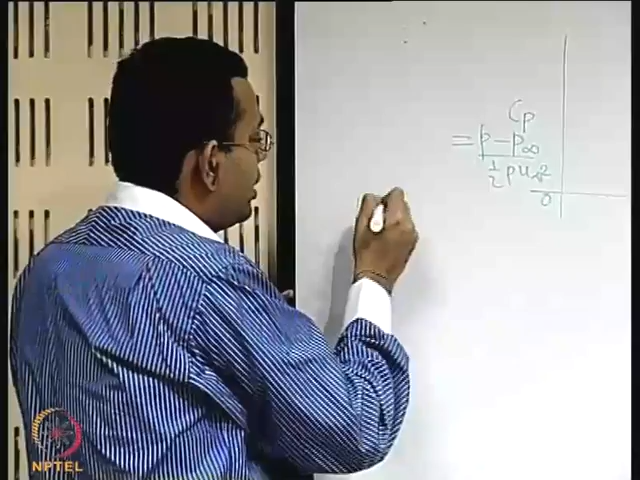 Cp
= p - p∞
½ ρ u∞²
0
NPTEL